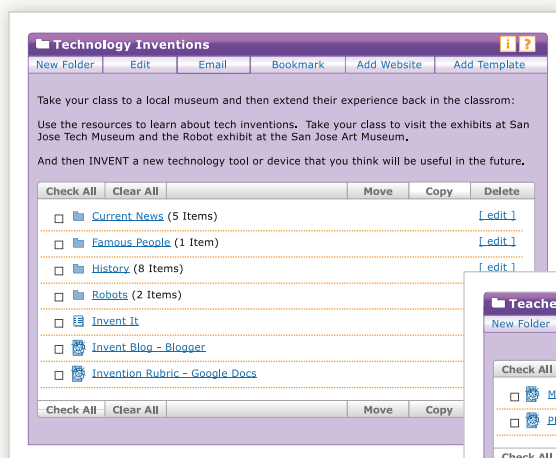 Technology Inventions
i ?
New Folder Edit Email Bookmark Add Website Add Template
Take your class to a local museum and then extend their experience back in the classrom:
Use the resources to learn about tech inventions. Take your class to visit the exhibits at San
Jose Tech Museum and the Robot exhibit at the San Jose Art Museum.
And then INVENT a new technology tool or device that you think will be useful in the future.
Check All Clear All Move Copy Delete
Current News (5 Items) [ edit ]
Famous People (1 Item) [ edit ]
History (8 Items) [ edit ]
Robots (2 Items)
Invent It
Invent Blog - Blogger
Invention Rubric - Google Docs
Check All Clear All Move Copy
Teache
New Folder
Check All
M
Pl
Check All